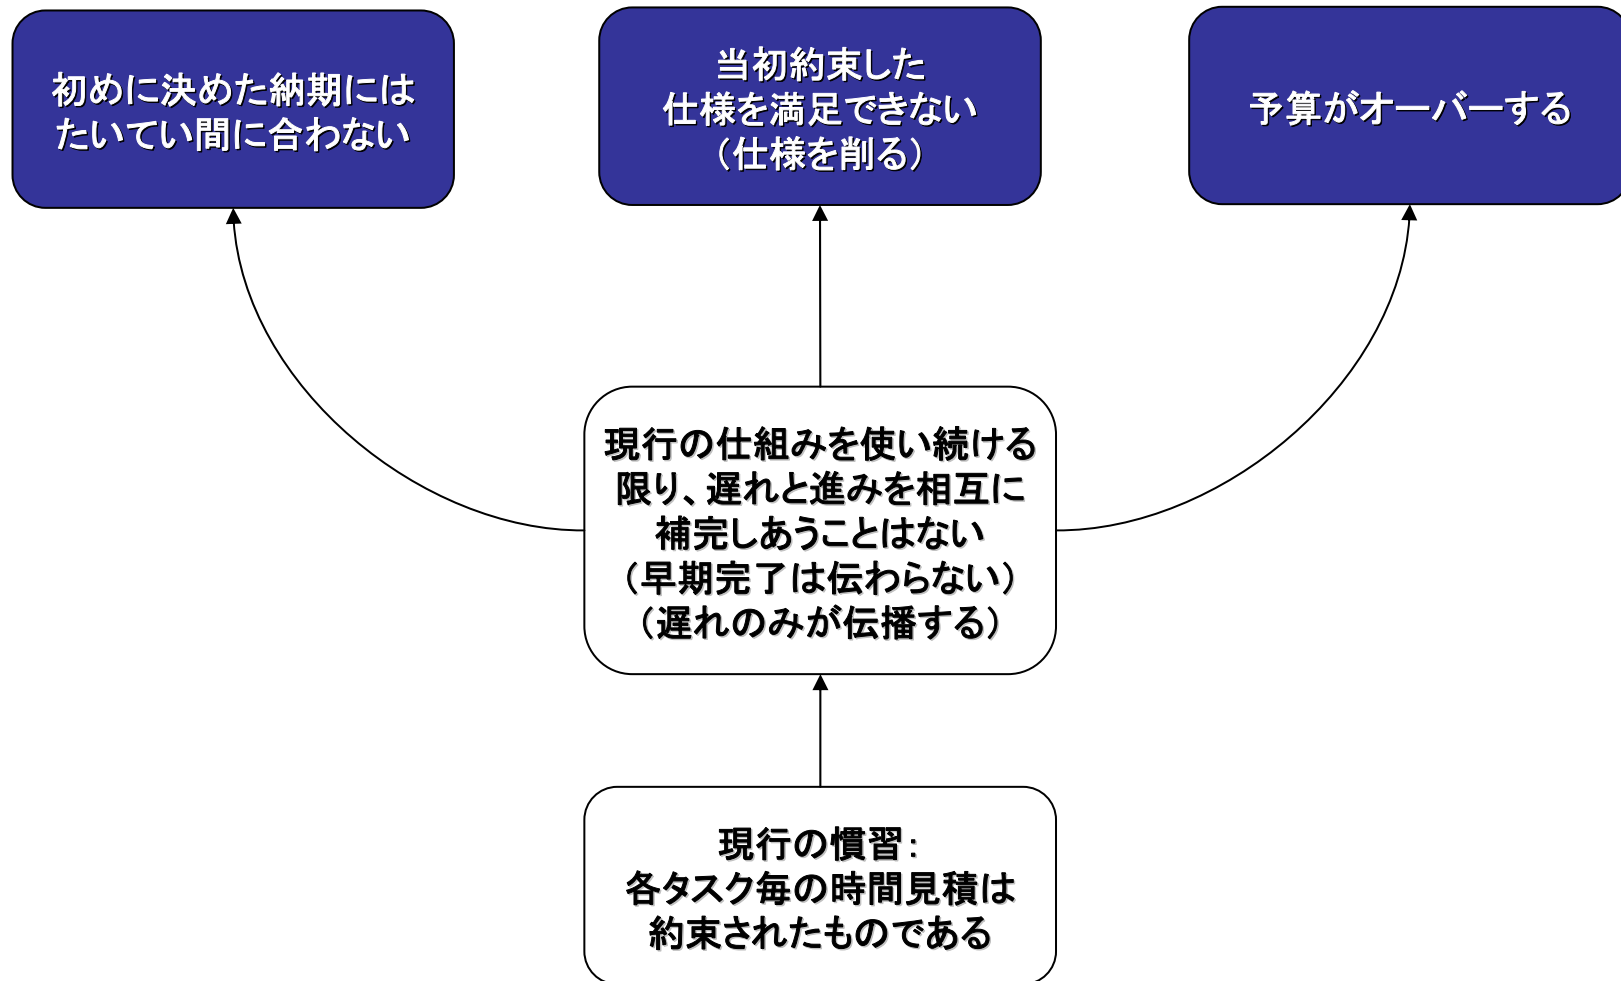 初めに決めた納期には
たいてい間に合わない
当初約束した
仕様を満足できない
（仕様を削る）
予算がオーバーする
現行の仕組みを使い続ける
限り、遅れと進みを相互に
補完しあうことはない
（早期完了は伝わらない）
（遅れのみが伝播する）
現行の慣習：
各タスク毎の時間見積は
約束されたものである